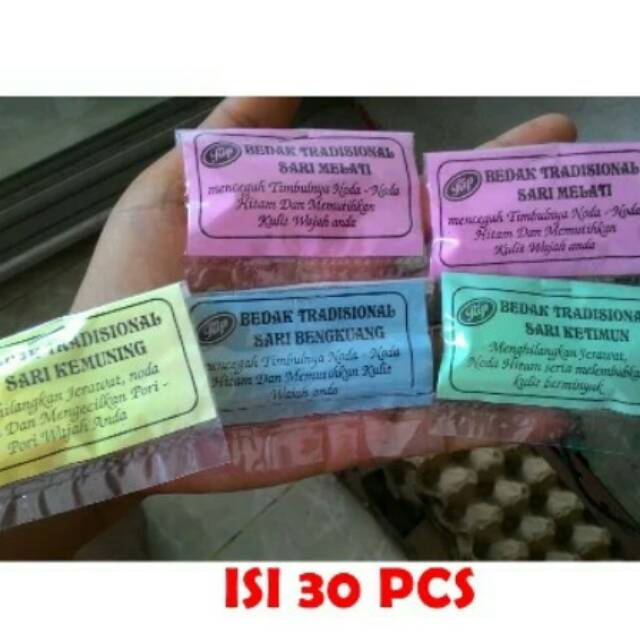 BEDAK TRADISIONAL
SARI MELATI
mencegah Timbulnya Noda -Noda
Hitam Dan Memutihkan
Kulit Wajah anda
BEDAK TRADISIONAL
SARI MELATI
mencegah Timbulnya Noda -Noda
Hitam Dan Memutihkan
Kulit Wajah anda
TRADISIONAL
SARI KEMUNING
Jerawat, noda
Dan Mengecilkan Pori -
Pori Wajah Anda
BEDAK TRADISIONAL
SARI BENGKUANG
mencegah Timbulnya Noda - Noda
Hitam Dan Memutihkan Kulit
Wajah anda
BEDAK TRADISIONAL
SARI KETIMUN
Menghilangkan Jerawat,
Noda Hitam serta melembabkan
kulis berminyak
ISI 30 PCS